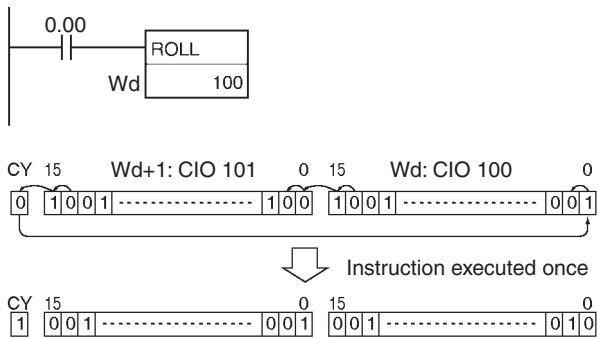 0.00
ROLL
Wd 100
CY 15 Wd+1: CIO 101 0 15 Wd: CIO 100 0
0 1 0 0 1 1 0 0 1 0 0 1 0 0 1
Instruction executed once
CY 15 0 15 0
1 0 0 1 0 0 1 0 0 1 0 1 0